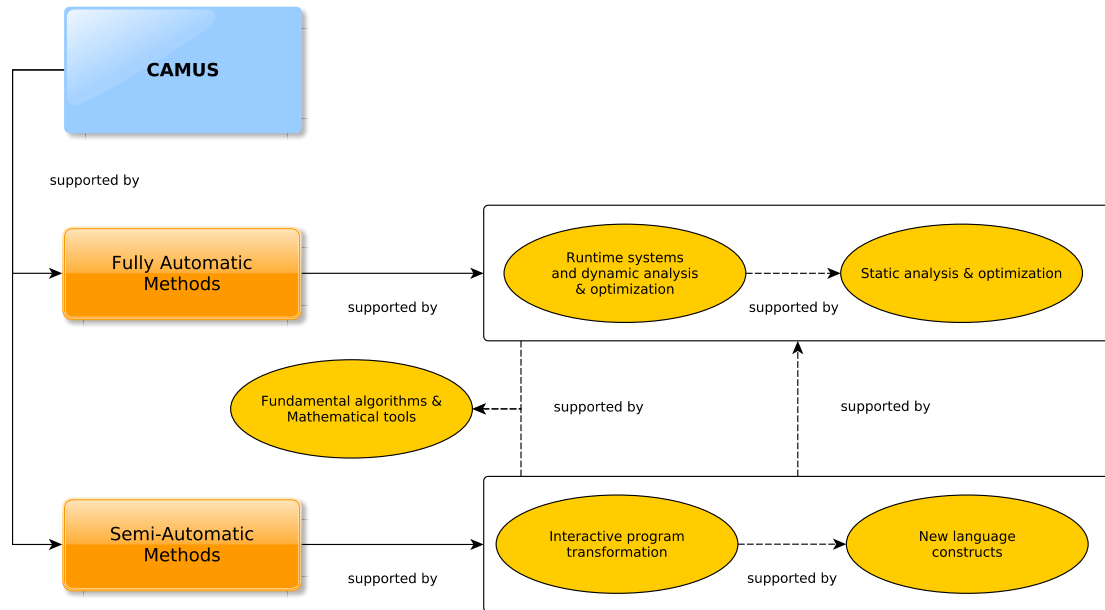 CAMUS
supported by
Fully Automatic
Methods
supported by
Runtime systems
and dynamic analysis
& optimization
supported by
Static analysis & optimization
Fundamental algorithms &
Mathematical tools
supported by
supported by
Semi-Automatic
Methods
supported by
Interactive program
transformation
supported by
New language
constructs